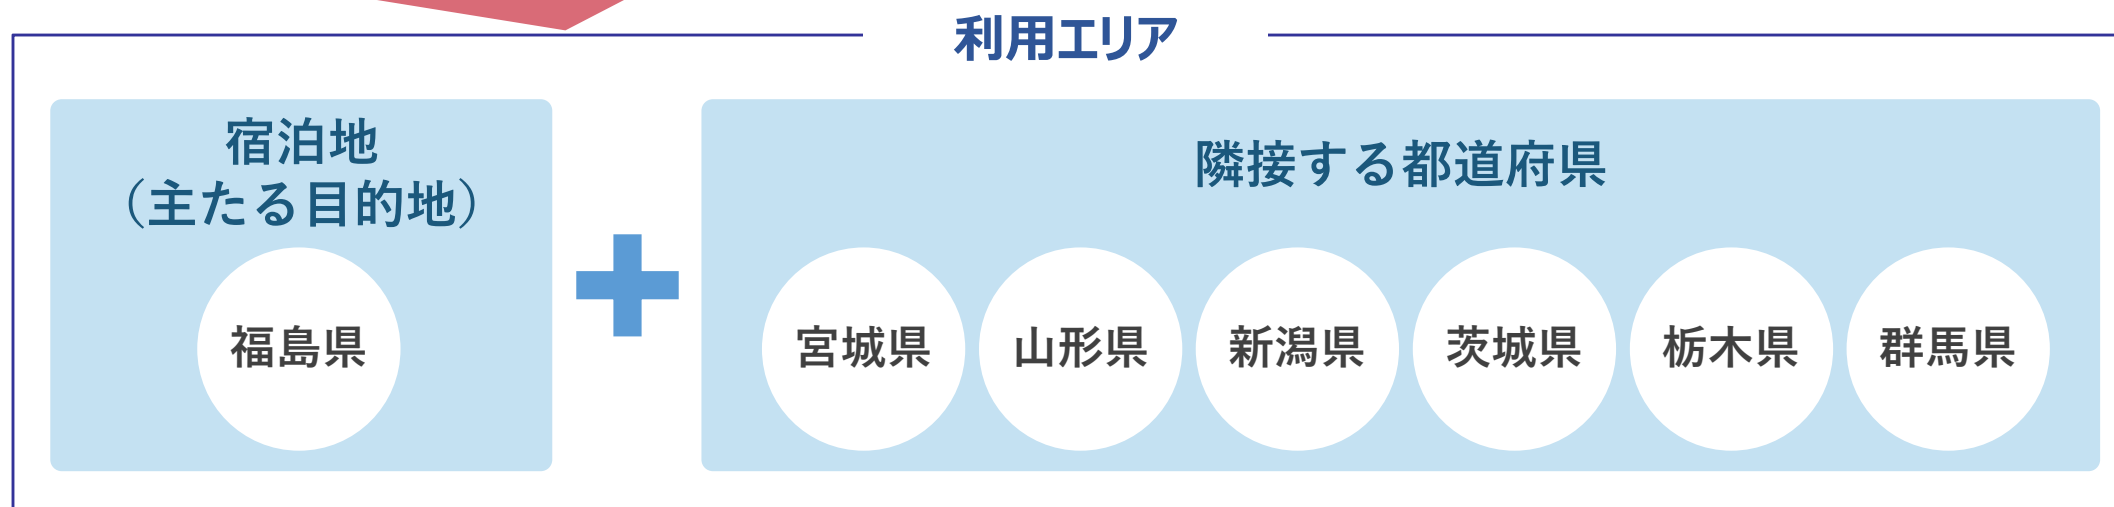 利用エリア
宿泊地
（主たる目的地）
福島県
隣接する都道府県
宮城県
山形県
新潟県
茨城県
栃木県
群馬県